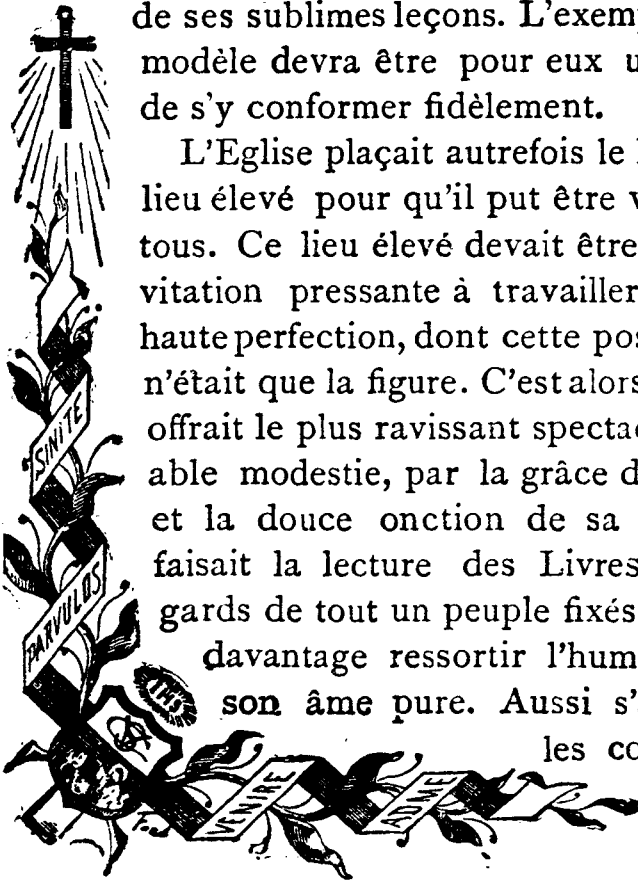 de ses sublimes leçons. L'exem
modèle devra être pour eux u
de s'y conformer fidèlement.
L'Eglise plaçait autrefois le
lieu élevé pour qu'il put être v
tous. Ce lieu élevé devait être
vitation pressante à travailler
haute perfection, dont cette pos
n'était que la figure. C'est alors
offrait le plus ravissant specta
able modestie, par la grâce d
et la douce onction de sa
faisait la lecture des Livres
gards de tout un peuple fixés
davantage ressortir l'hum
son âme pure. Aussi s'
les co
SINITE
PARVULOS
IHS
VENIRE
AD ME